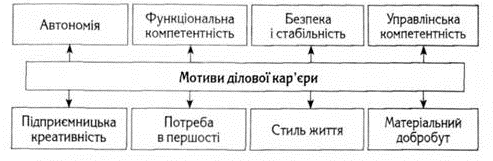 Автономія
Функціональна
компетентність
Безпека
і стабільність
Управлінська
компетентність
Мотиви ділової кар’єри
Підприємницька
креативність
Потреба
в першості
Стиль життя
Матеріальний
добробут